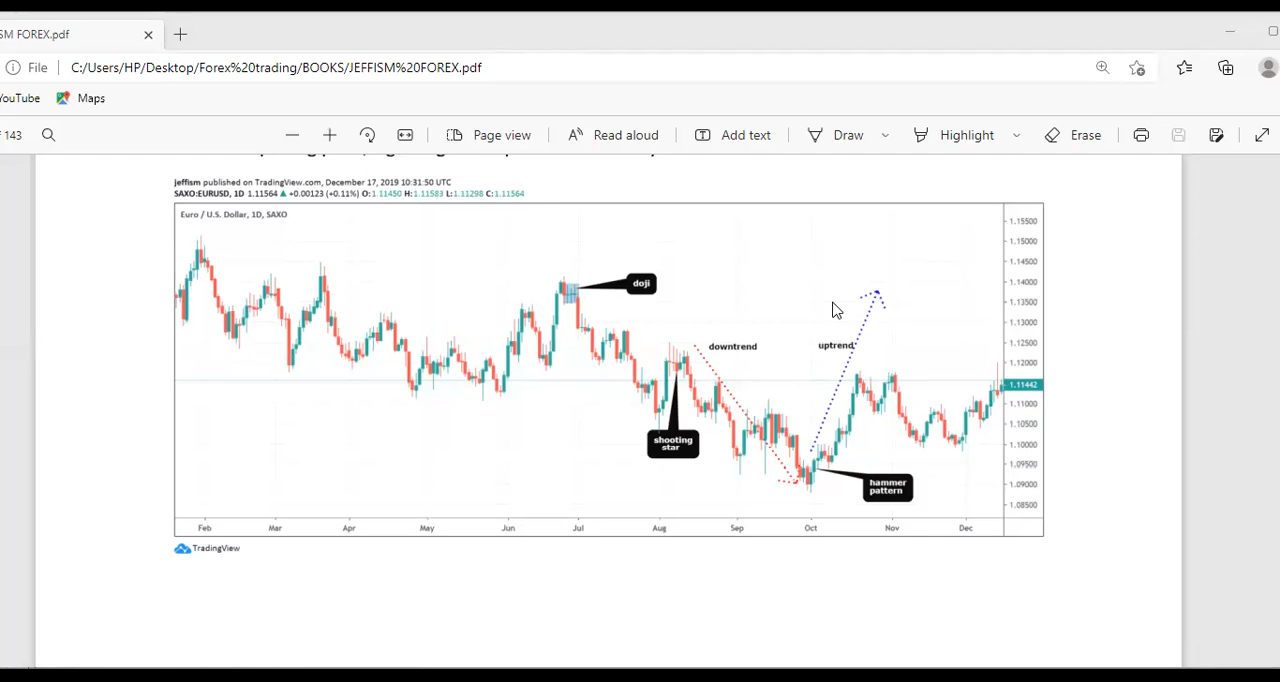 SM FOREX.pdf
File
C:/Users/HP/Desktop/Forex%20trading/BOOKS/JEFFISM%20FOREX.pdf
YouTube Maps
143 Page view Read aloud Add text Draw Highlight Erase
jeffism published on TradingView.com, December 17, 2019 10:31:50 UTC
SAXO:EURUSD, 1D 1.11564 ▲ +0.00123 (+0.11%) O:1.11450 H:1.11583 L:1.11298 C:1.11564
Euro / U.S. Dollar, 1D, SAXO
1.15500
1.15000
1.14500
1.14000
1.13500
1.13000
1.12500
1.12000
1.11442
1.11000
1.10500
1.10000
1.09500
1.09000
1.08500
doji
downtrend
uptrend
shooting
star
hammer
pattern
Feb Mar Apr May Jun Jul Aug Sep Oct Nov Dec
TradingView